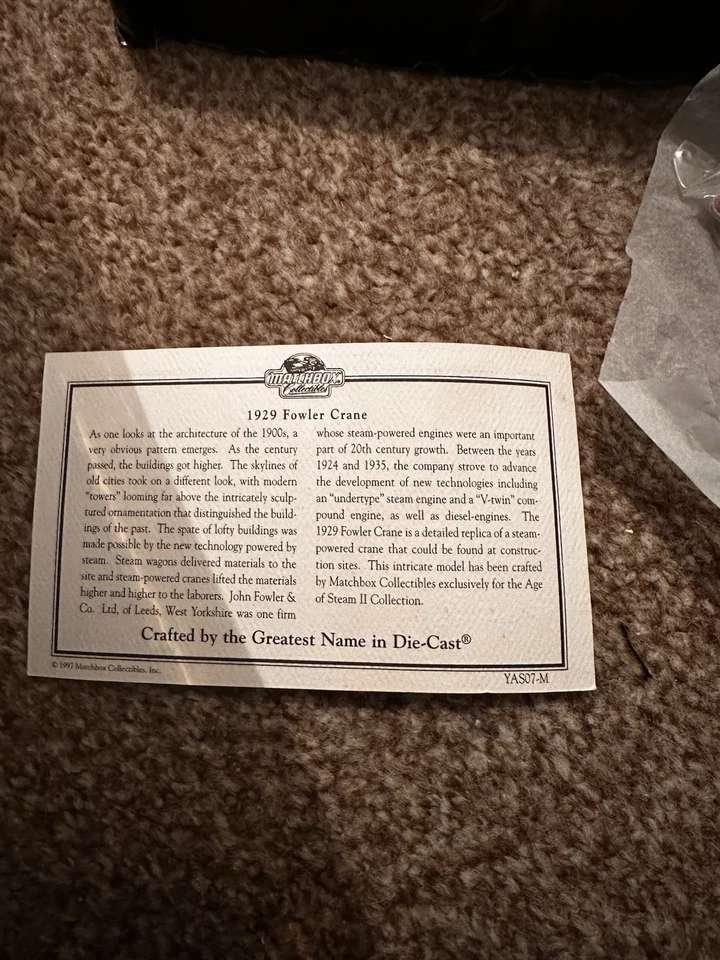 MATCHBOX
Collectibles
1929 Fowler Crane
As one looks at the architecture of the 1900s, a
very obvious pattern emerges. As the century
passed, the buildings got higher. The skylines of
old cities took on a different look, with modern
"towers" looming far above the intricately sculp-
tured ornamentation that distinguished the build-
ings of the past. The spate of lofty buildings was
made possible by the new technology powered by
steam. Steam wagons delivered materials to the
site and steam-powered cranes lifted the materials
higher and higher to the laborers. John Fowler &
Co. Ltd, of Leeds, West Yorkshire was one firm
whose steam-powered engines were an important
part of 20th century growth. Between the years
1924 and 1935, the company strove to advance
the development of new technologies including
an "undertype" steam engine and a "V-twin" com-
pound engine, as well as diesel-engines. The
1929 Fowler Crane is a detailed replica of a steam-
powered crane that could be found at construc-
tion sites. This intricate model has been crafted
by Matchbox Collectibles exclusively for the Age
of Steam II Collection.
Crafted by the Greatest Name in Die-Cast®
© 1997 Matchbox Collectibles, Inc.
YAS07-M